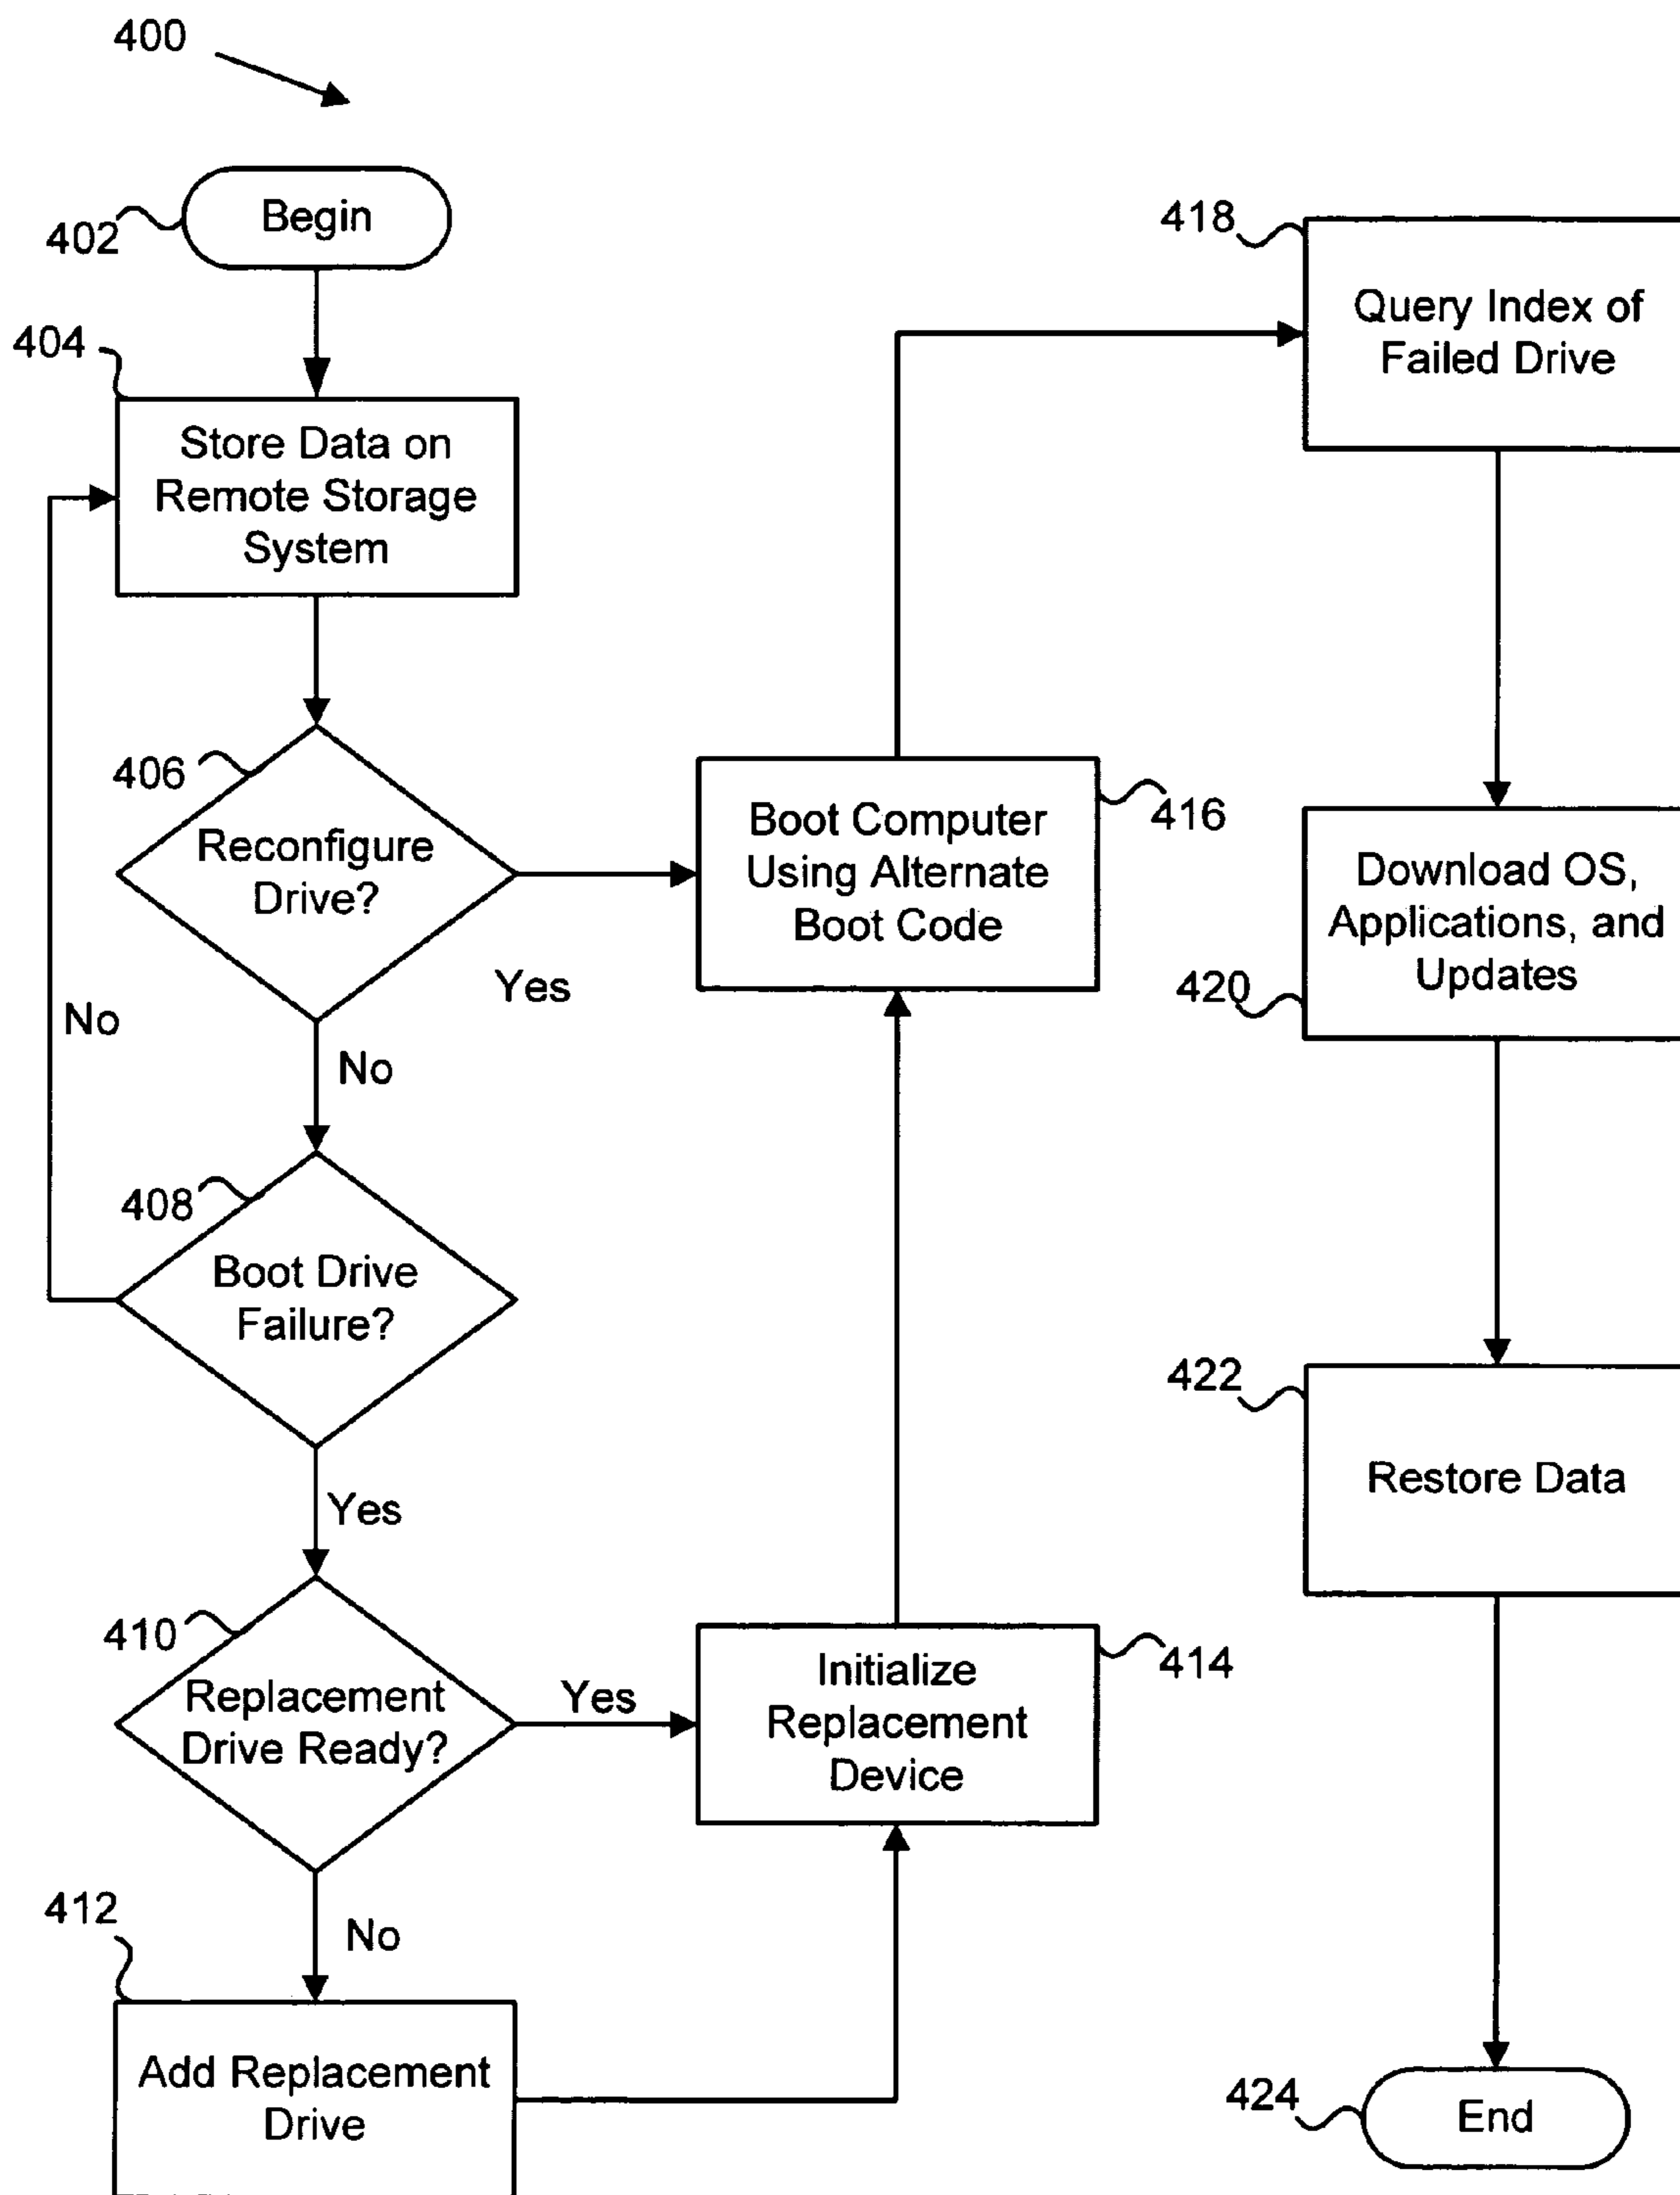 400
402
Begin
404
Store Data on
Remote Storage
System
406
Reconfigure
Drive?
Yes
No
No
408
Boot Drive
Failure?
Yes
410
Replacement
Drive Ready?
Yes
No
412
Add Replacement
Drive
Initialize
Replacement
Device
414
Boot Computer
Using Alternate
Boot Code
416
418
Query Index of
Failed Drive
Download OS,
Applications, and
Updates
420
422
Restore Data
424
End